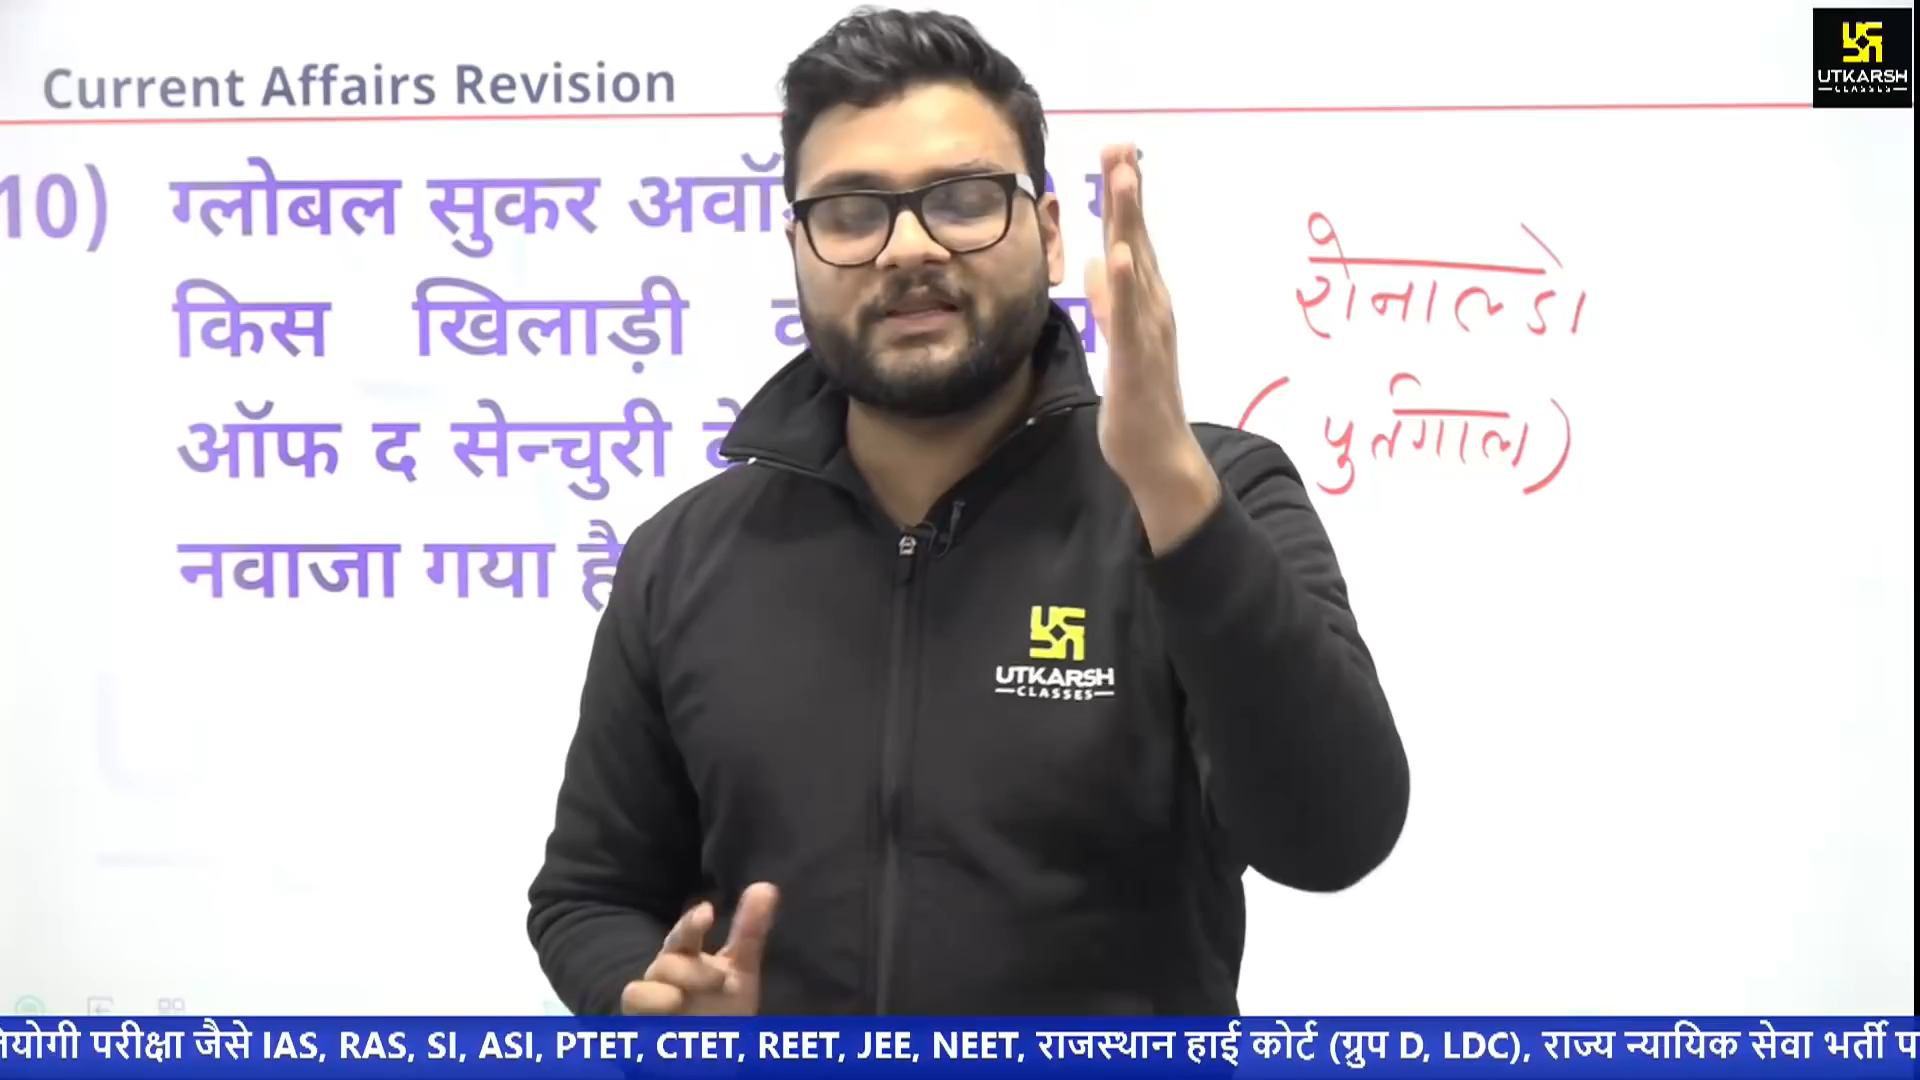 UTKARSH
CLASSES
Current Affairs Revision
10) ग्लोबल सुकर
किस खिलाड़ी
ऑफ द सेन्चुरी
नवाजा गया
रोनाल्डो
(पुर्तगाल)
UTKARSH
CLASSES
परीक्षा जैसे IAS, RAS, SI, ASI, PTET, CTET, REET, JEE, NEET, राजस्थान हाई कोर्ट (ग्रुप D, LDC), राज्य न्यायिक सेवा भर्ती